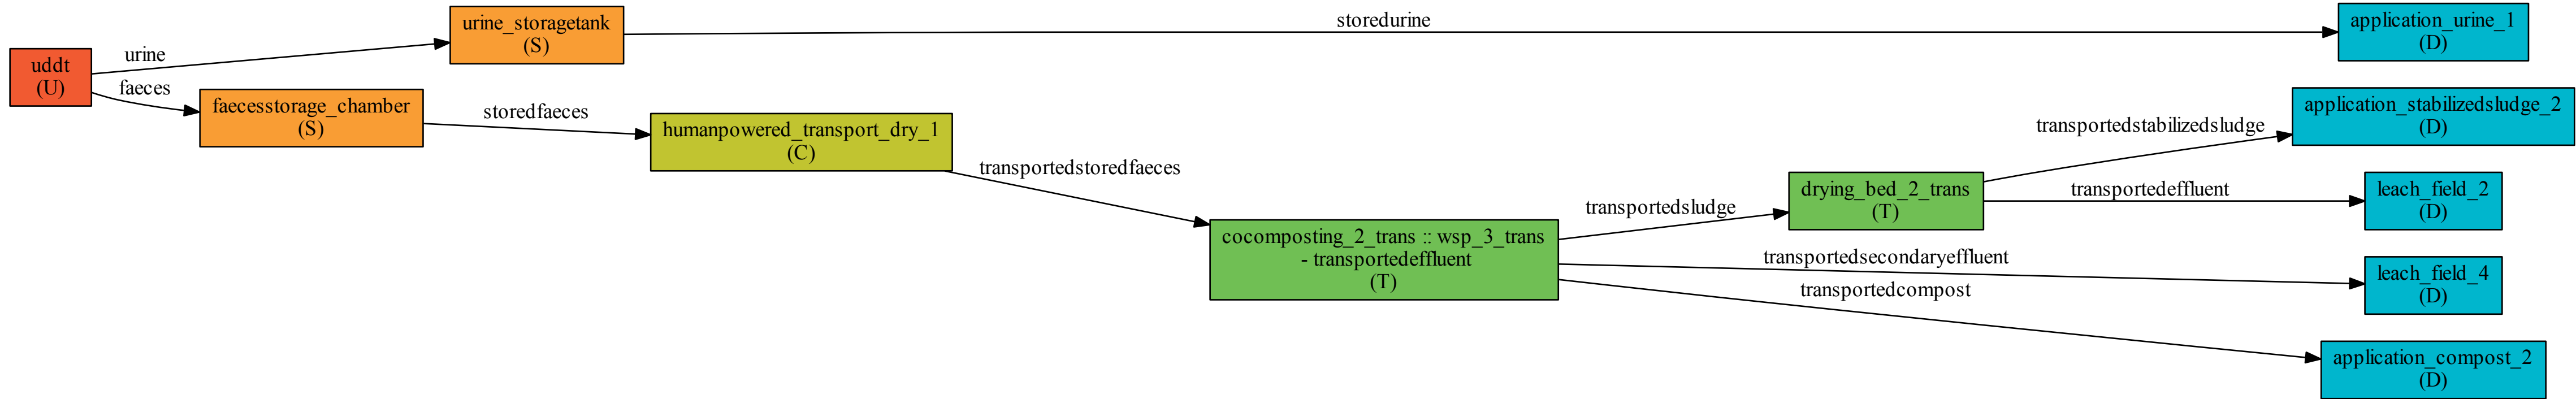 uddt
(U)
urine
faeces
urine_storagetank
(S)
faecesstorage_chamber
(S)
storedurine
storedfaeces
humanpowered_transport_dry_1
(C)
transportedstoredfaeces
cocomposting_2_trans :: wsp_3_trans
- transportedeffluent
(T)
transportedsludge
transportedsecondaryeffluent
transportedcompost
drying_bed_2_trans
(T)
transportedstabilizedsludge
transportedeffluent
application_urine_1
(D)
application_stabilizedsludge_2
(D)
leach_field_2
(D)
leach_field_4
(D)
application_compost_2
(D)